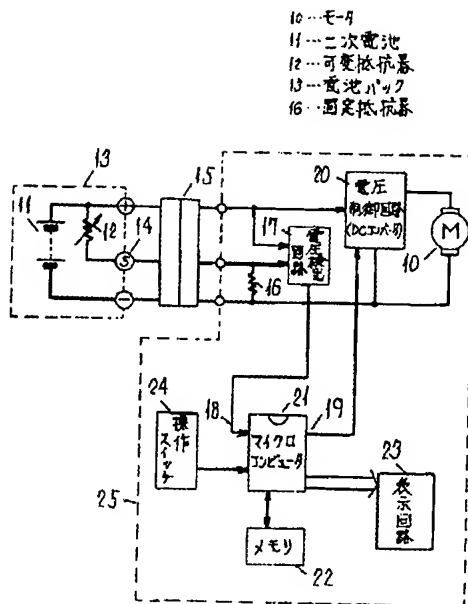 10…モータ
11…二次電池
12…可変抵抗器
13…電池パック
16…固定抵抗器
13
15
20
電圧
制御回路
(DCコンバータ)
11
12
14
+
S
−
17
電圧検出
回路
M
10
16
24
操作
スイッチ
18
21
19
マイクロ
コンピュータ
23
表示回路
25
メモリ
22